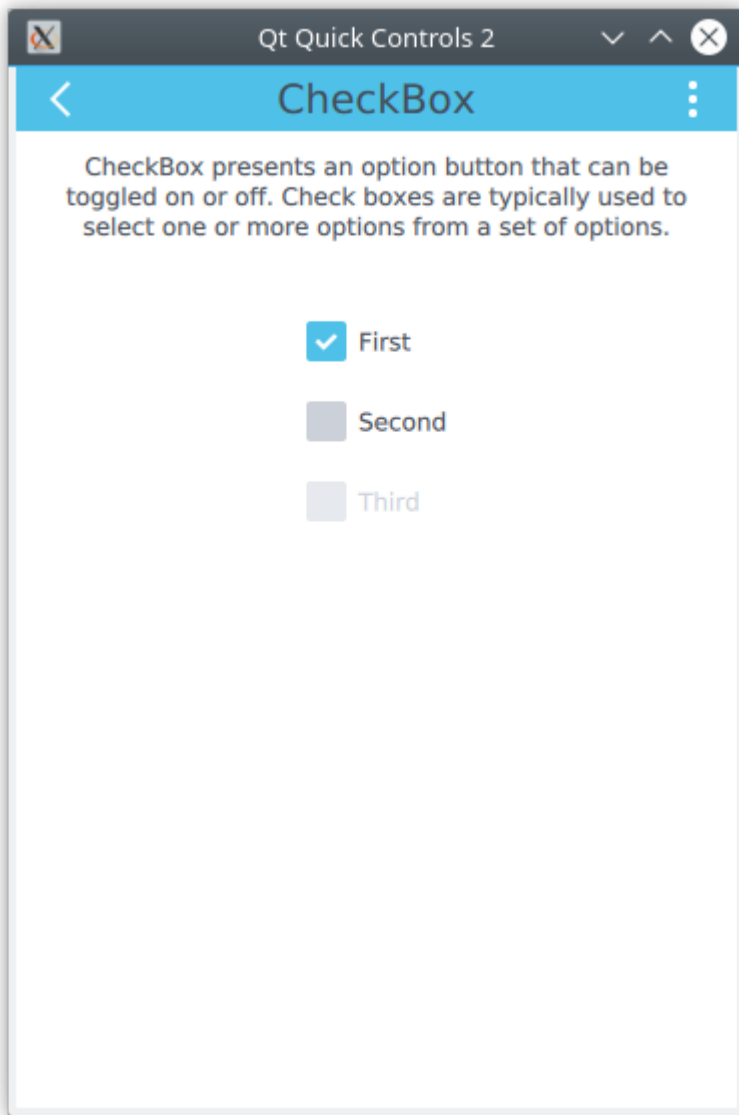 Qt Quick Controls 2
CheckBox
CheckBox presents an option button that can be
toggled on or off. Check boxes are typically used to
select one or more options from a set of options.
First
Second
Third